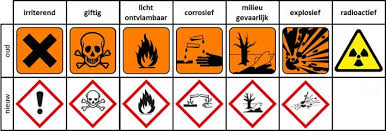 irriterend giftig licht corrosief milieu explosief radioactief
ontvlambaar gevaarlijk
oud
nieuw